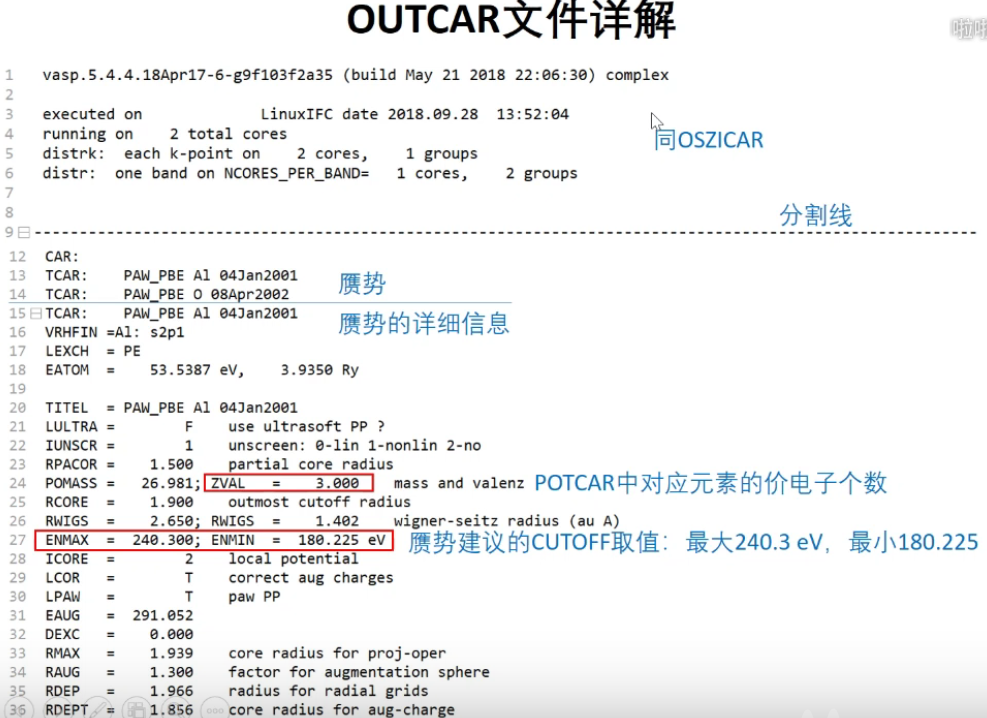 OUTCAR文件详解
啦
1 vasp.5.4.4.18Apr17-6-g9f103f2a35 (build May 21 2018 22:06:30) complex
2
3 executed on LinuxIFC date 2018.09.28 13:52:04
4 running on 2 total cores
同OSZICAR
5 distrk: each k-point on 2 cores, 1 groups
6 distr: one band on NCORES_PER_BAND= 1 cores, 2 groups
7
8
分割线
9 --------------------------------------------------------------------------------
12 CAR:
13 TCAR: PAW_PBE Al 04Jan2001
赝势
14 TCAR: PAW_PBE O 08Apr2002
15 TCAR: PAW_PBE Al 04Jan2001
赝势的详细信息
16 VRHFIN =Al: s2p1
17 LEXCH = PE
18 EATOM = 53.5387 eV, 3.9350 Ry
19
20 TITEL = PAW_PBE Al 04Jan2001
21 LULTRA = F use ultrasoft PP ?
22 IUNSCR = 1 unscreen: 0-lin 1-nonlin 2-no
23 RPACOR = 1.500 partial core radius
24 POMASS = 26.981; ZVAL = 3.000 mass and valenz POTCAR中对应元素的价电子个数
25 RCORE = 1.900 outmost cutoff radius
26 RWIGS = 2.650; RWIGS = 1.402 wigner-seitz radius (au A)
27 ENMAX = 240.300; ENMIN = 180.225 eV 赝势建议的CUTOFF取值：最大240.3 eV，最小180.225
28 ICORE = 2 local potential
29 LCOR = T correct aug charges
30 LPAW = T paw PP
31 EAUG = 291.052
32 DEXC = 0.000
33 RMAX = 1.939 core radius for proj-oper
34 RAUG = 1.300 factor for augmentation sphere
35 RDEP = 1.966 radius for radial grids
36 RDEPT = 1.856 core radius for aug-charge